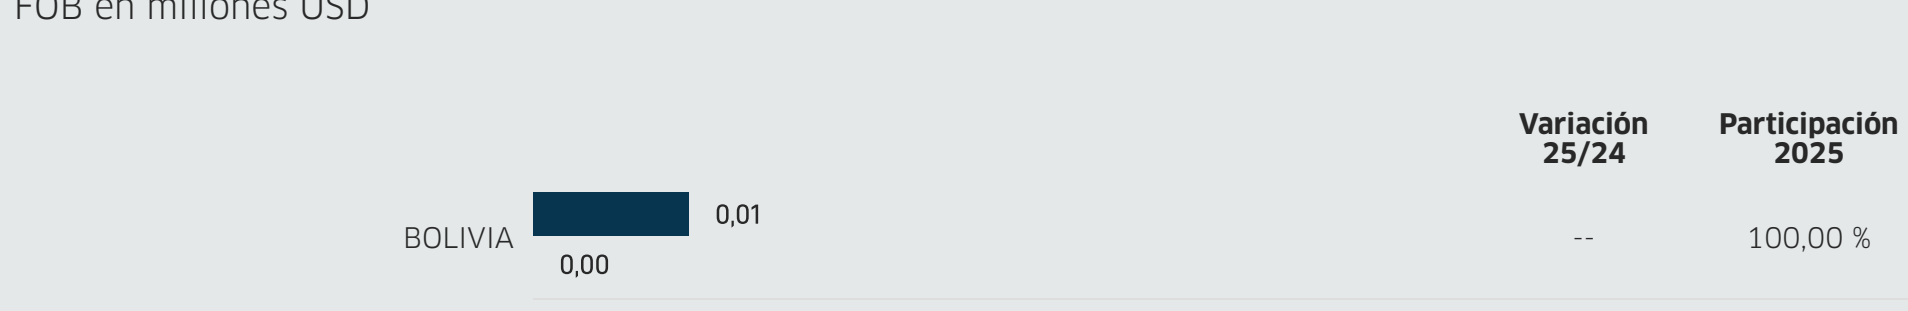 FOB en millones USD
Variación Participación
25/24 2025
0,01
BOLIVIA -- 100,00 %
0,00